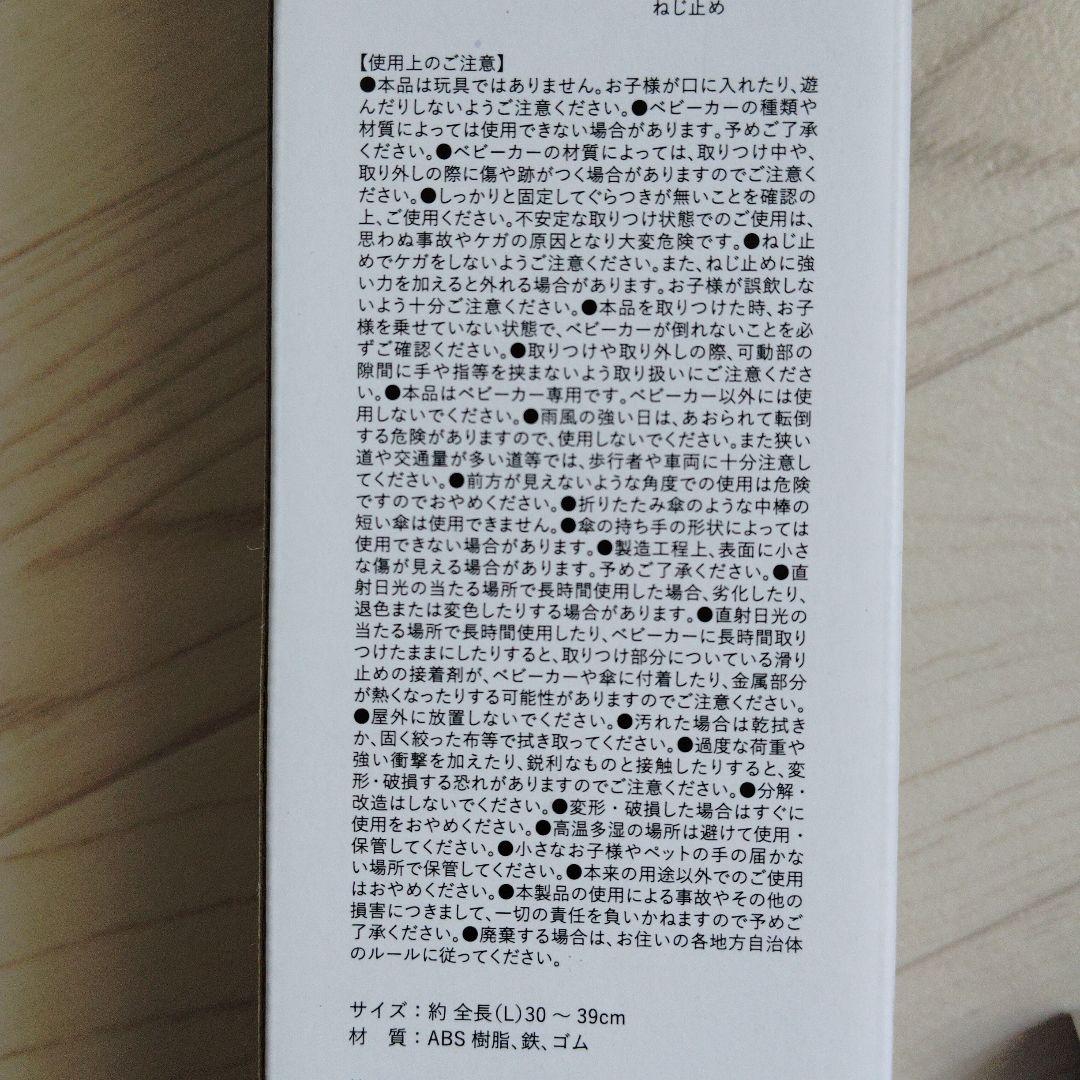 ねじ止め
【使用上のご注意】
●本品は玩具ではありません。お子様が口に入れたり、遊
んだりしないようご注意ください。●ベビーカーの種類や
材質によっては使用できない場合があります。予めご了承
ください。●ベビーカーの材質によっては、取りつけ中や、
取り外しの際に傷や跡がつく場合がありますのでご注意く
ださい。●しっかりと固定してぐらつきが無いことを確認の
上、ご使用ください。不安定な取りつけ状態でのご使用は、
思わぬ事故やケガの原因となり大変危険です。●ねじ止
めでケガをしないようご注意ください。また、ねじ止めに強
い力を加えると外れる場合があります。お子様が誤飲しな
いよう十分ご注意ください。●本品を取りつけた時、お子
様を乗せていない状態で、ベビーカーが倒れないことを必
ずご確認ください。●取りつけや取り外しの際、可動部の
隙間に手や指等を挟まないよう取り扱いにご注意くださ
い。●本品はベビーカー専用です。ベビーカー以外には使
用しないでください。●雨風の強い日は、あおられて転倒
する危険がありますので、使用しないでください。また狭い
道や交通量が多い道等では、歩行者や車両に十分注意し
てください。●前方が見えないような角度での使用は危険
ですのでおやめください。●折りたたみ傘のような中棒の
短い傘は使用できません。●傘の持ち手の形状によっては
使用できない場合があります。●製造工程上、表面に小さ
な傷が見える場合があります。予めご了承ください。●直
射日光の当たる場所で長時間使用した場合、劣化したり、
退色または変色したりする場合があります。●直射日光の
当たる場所で長時間使用したり、ベビーカーに長時間取り
つけたままにしたりすると、取りつけ部分についている滑り
止めの接着剤が、ベビーカーや傘に付着したり、金属部分
が熱くなったりする可能性がありますのでご注意ください。
●屋外に放置しないでください。●汚れた場合は乾拭き
か、固く絞った布等で拭き取ってください。●過度な荷重や
強い衝撃を加えたり、鋭利なものと接触したりすると、変
形・破損する恐れがありますのでご注意ください。●分解・
改造はしないでください。●変形・破損した場合はすぐに
使用をおやめください。●高温多湿の場所は避けて使用・
保管してください。●小さなお子様やペットの手の届かな
い場所で保管してください。●本来の用途以外でのご使用
はおやめください。●本製品の使用による事故やその他の
損害につきまして、一切の責任を負いかねますので予めご
了承ください。●廃棄する場合は、お住いの各地方自治体
のルールに従ってください。
サイズ：約 全長（L）30 〜 39cm
材　質：ABS 樹脂、鉄、ゴム